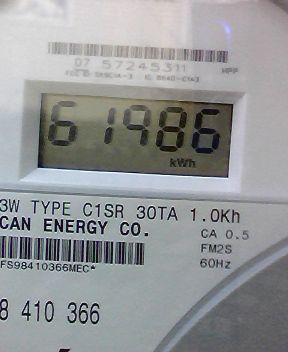 07 57245311
HPP
61986
kWh
3W TYPE C1SR 30TA 1.0Kh
CAN ENERGY CO.
CA 0.5
FM2S
FS98410366MEC*
60Hz
8 410 366